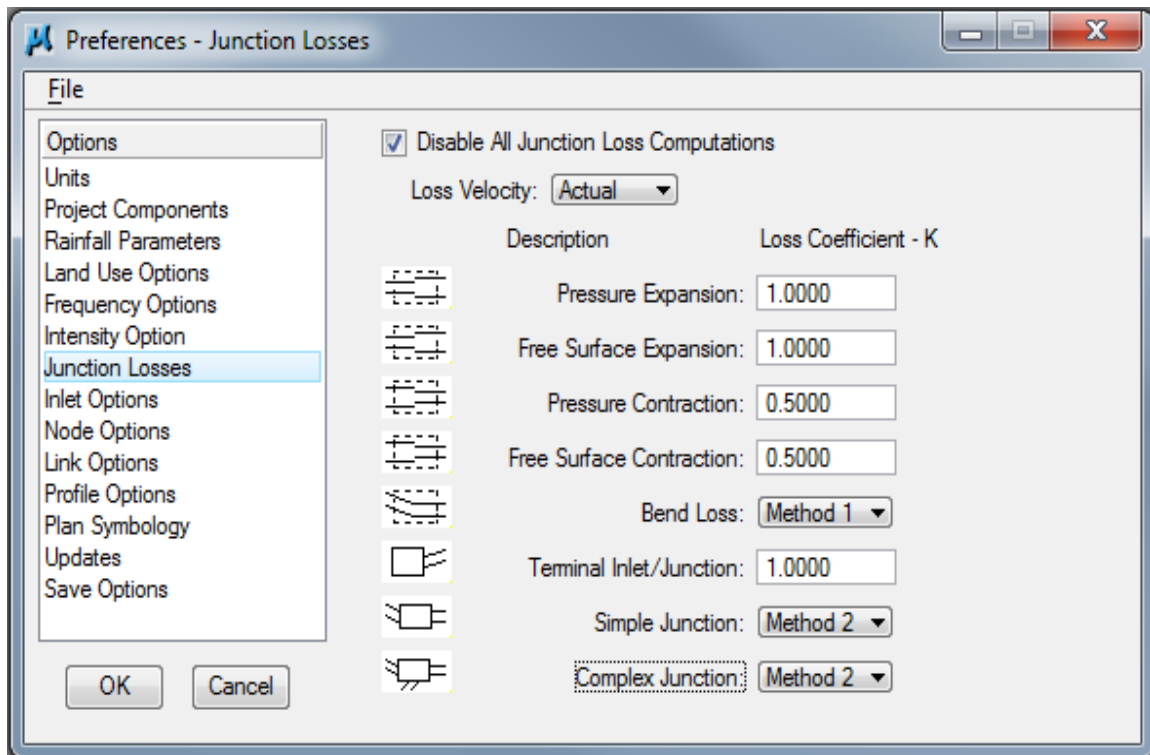 Preferences - Junction Losses
File
Options
Units
Project Components
Rainfall Parameters
Land Use Options
Frequency Options
Intensity Option
Junction Losses
Inlet Options
Node Options
Link Options
Profile Options
Plan Symbology
Updates
Save Options
OK Cancel
Disable All Junction Loss Computations
Loss Velocity: Actual
Description Loss Coefficient - K
Pressure Expansion: 1.0000
Free Surface Expansion: 1.0000
Pressure Contraction: 0.5000
Free Surface Contraction: 0.5000
Bend Loss: Method 1
Terminal Inlet/Junction: 1.0000
Simple Junction: Method 2
Complex Junction: Method 2